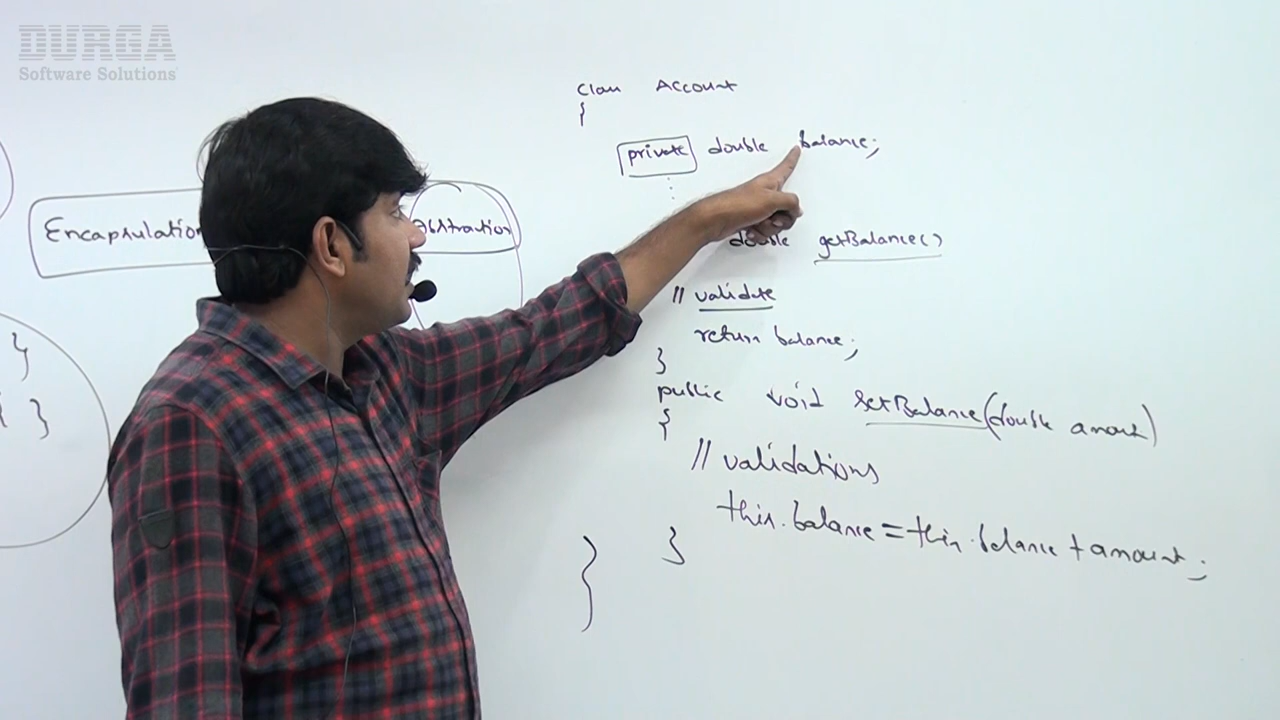 DURGA
Software Solutions
class Account
{
private double balance;
:
double getBalance()
// validate
return balance;
}
public void setBalance(double amount)
{
// validations
this.balance = this.balance + amount;
}
}
Encapsulation
Abstraction
}
{ }